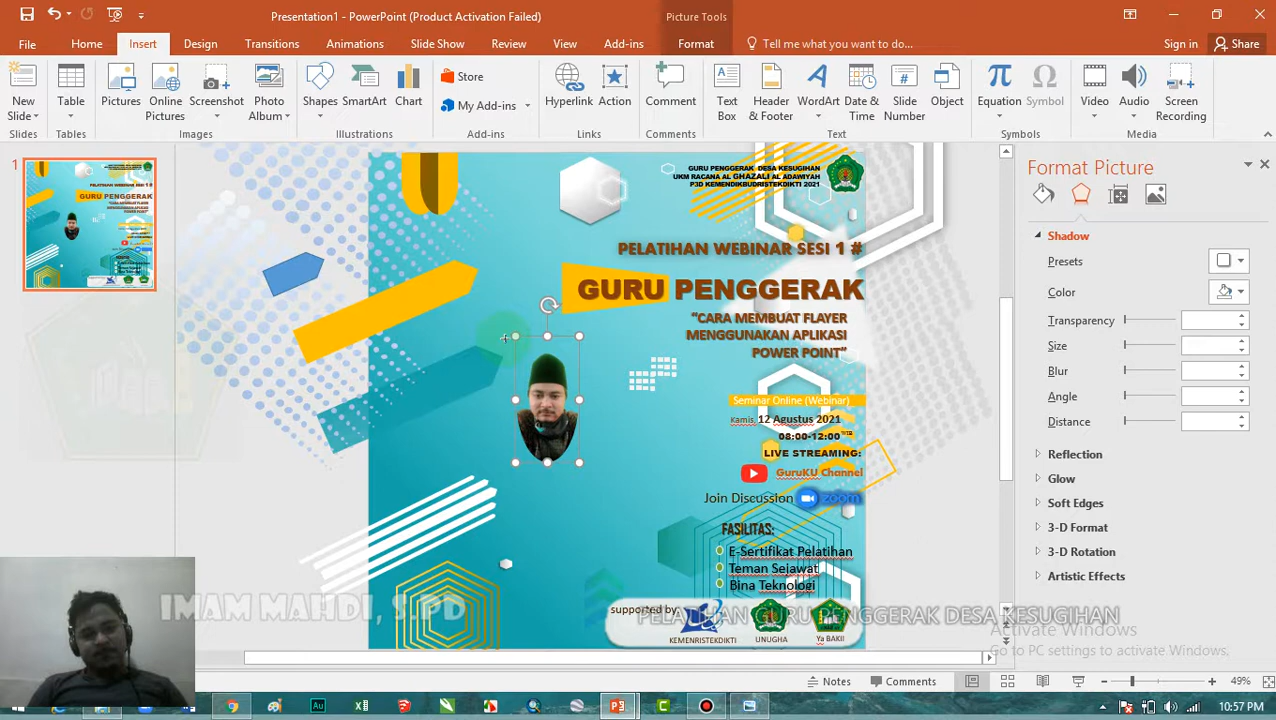 Presentation1 - PowerPoint (Product Activation Failed)
Picture Tools
File
Home
Insert
Design
Transitions
Animations
Slide Show
Review
View
Add-ins
Format
Tell me what you want to do...
Sign in
Share
New Slide
Table
Pictures
Online Pictures
Screenshot
Photo Album
Shapes
SmartArt
Chart
Store
My Add-ins
Hyperlink
Action
Comment
Text Box
Header & Footer
WordArt
Date & Time
Slide Number
Object
Equation
Symbol
Video
Audio
Screen Recording
Slides
Tables
Images
Illustrations
Add-ins
Links
Comments
Text
Symbols
Media
1
GURU PENGGERAK DESA KESUGIHAN
UKM RACANA AL GHAZALI AL ADAWIYAH
P3D KEMENDIKBUDRISTEKDIKTI 2021
PELATIHAN WEBINAR SESI 1 #
GURU PENGGERAK
“CARA MEMBUAT FLAYER
MENGGUNAKAN APLIKASI
POWER POINT”
Seminar Online (Webinar)
Kamis, 12 Agustus 2021
08:00-12:00 WIB
LIVE STREAMING:
GuruKU Channel
Join Discussion zoom
FASILITAS:
E-Sertifikat Pelatihan
Teman Sejawat
Bina Teknologi
supported by:
KEMENRISTEKDIKTI
UNUGHA
Ya BAKII
Format Picture
Shadow
Presets
Color
Transparency
Size
Blur
Angle
Distance
Reflection
Glow
Soft Edges
3-D Format
3-D Rotation
Artistic Effects
IMAM MAHDI, S.PD
PELATIHAN GURU PENGGERAK DESA KESUGIHAN
Activate Windows
Go to PC settings to activate Windows.
Notes
Comments
49%
10:57 PM